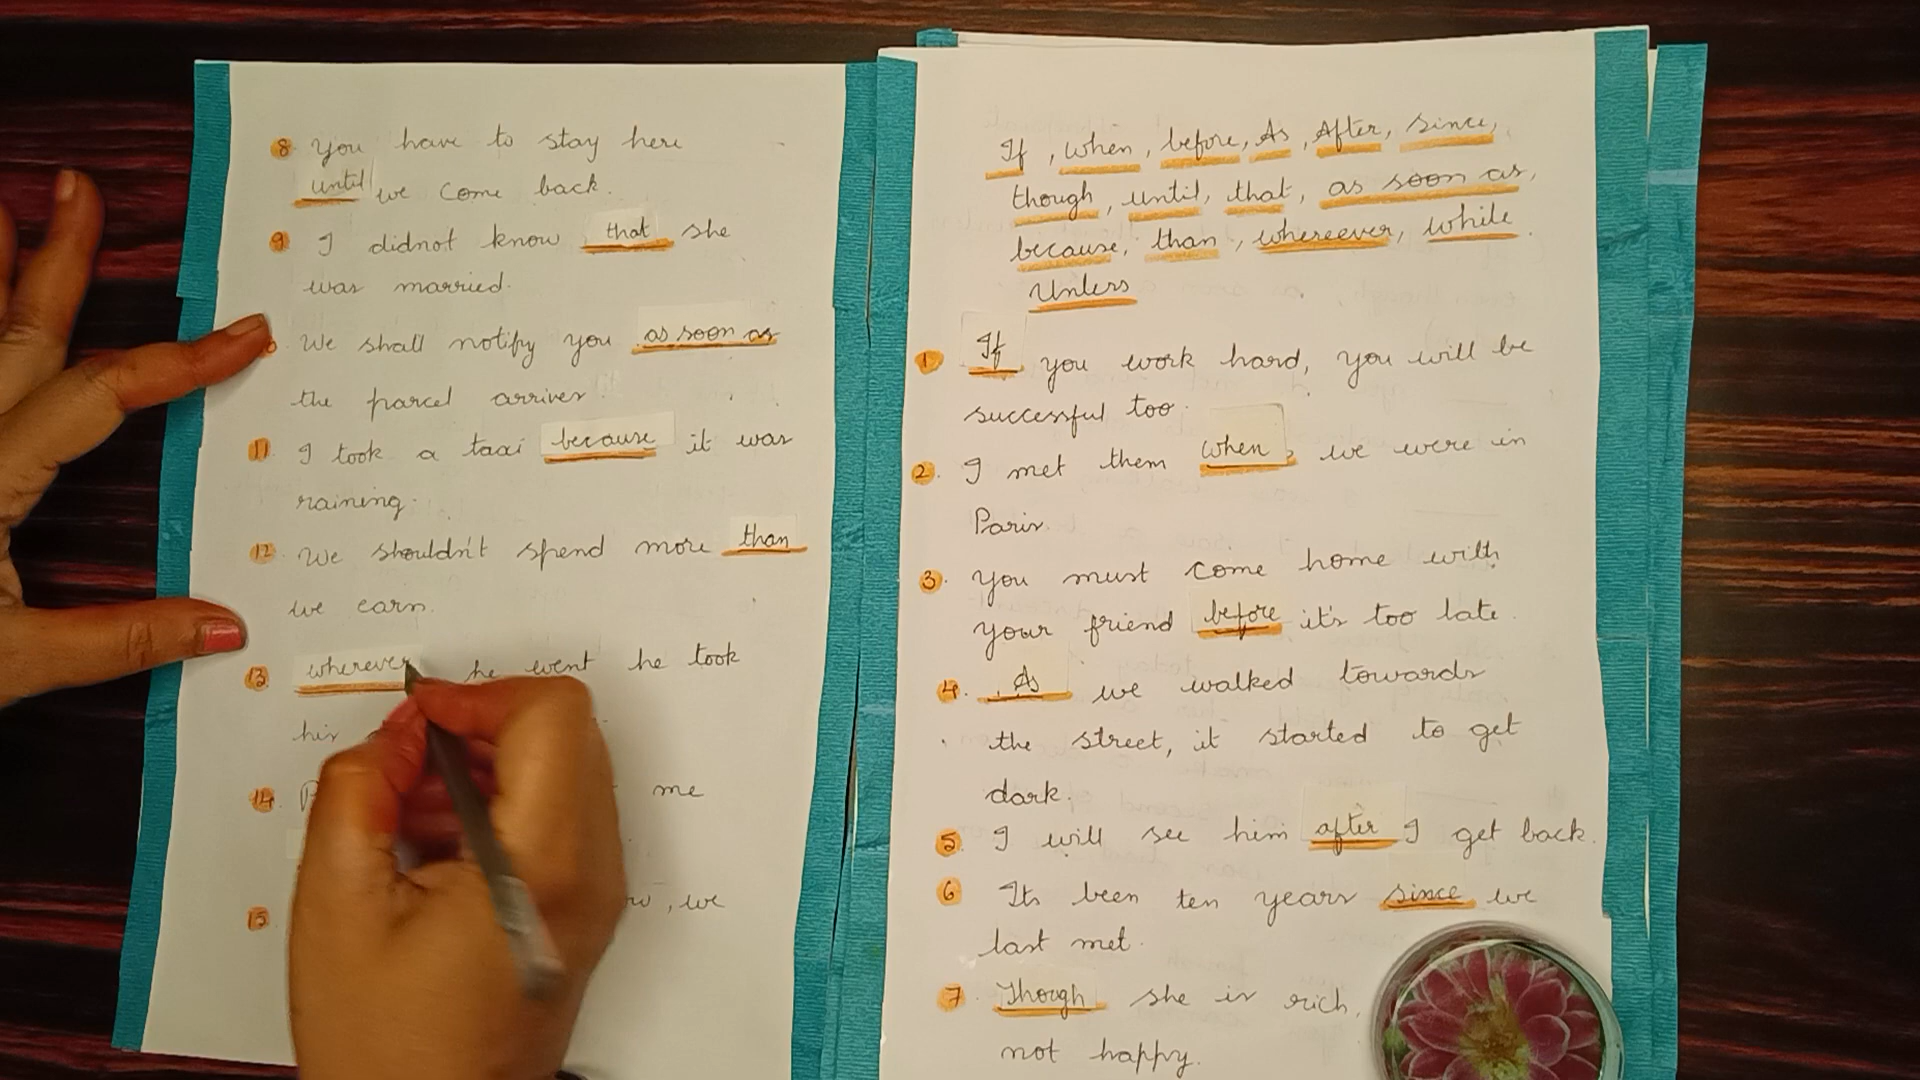 8 You have to stay here
until we come back.
9 I didnot know that she
was married.
We shall notify you as soon as
the parcel arrives
11 I took a taxi because it was
raining.
12 We shouldn't spend more than
we earn.
13 wherever he went he took
his
14. me
15 , we
If, when, before, As, After, since,
though, until, that, as soon as,
because, than, whereever, while.
Unless
1 If you work hard, you will be
successful too.
2. I met them when we were in
Paris.
3. You must come home with
your friend before it's too late.
4. As we walked towards
the street, it started to get
dark.
5. I will see him after I get back.
6 Its been ten years since we
last met.
7 Though she is rich,
not happy.